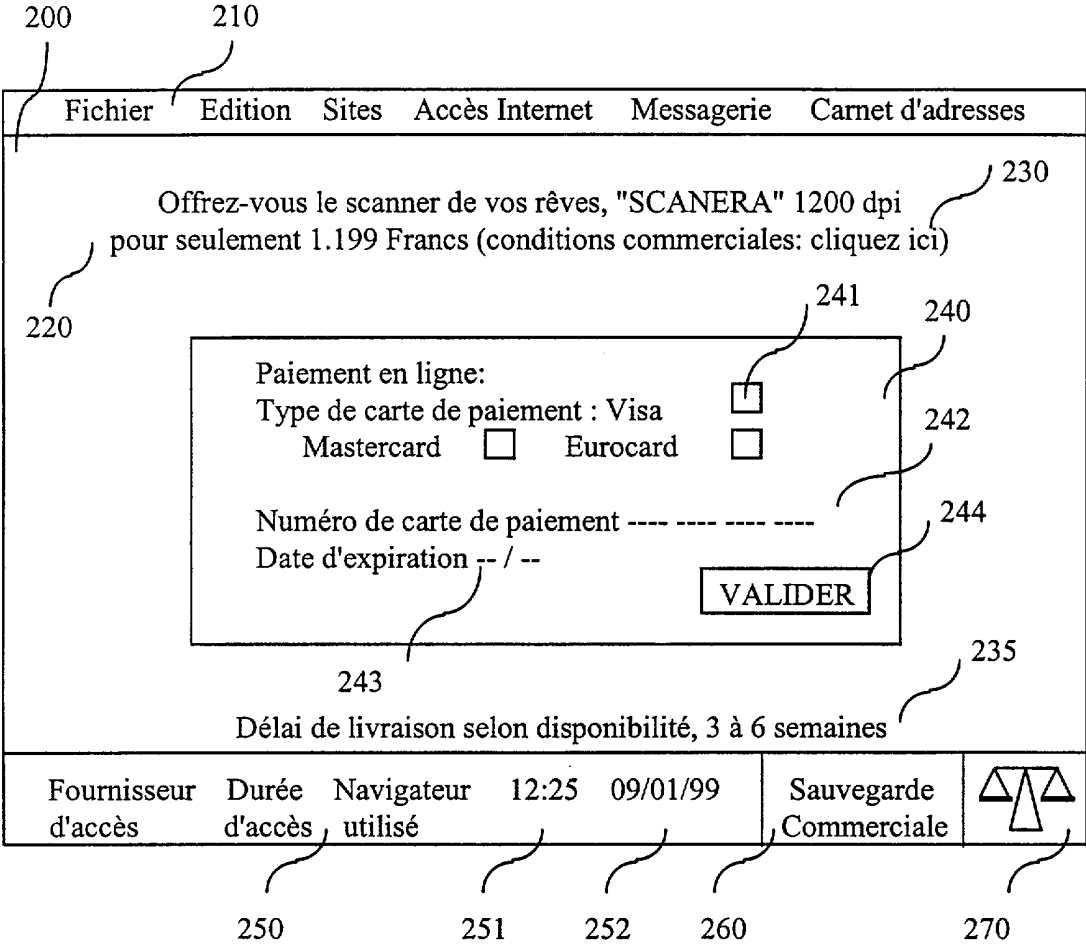 200
210
Fichier Edition Sites Accès Internet Messagerie Carnet d'adresses
230
Offrez-vous le scanner de vos rêves, "SCANERA" 1200 dpi
pour seulement 1.199 Francs (conditions commerciales: cliquez ici)
220
241
240
Paiement en ligne:
Type de carte de paiement : Visa
Mastercard Eurocard
242
Numéro de carte de paiement ---- ---- ---- ----
244
Date d'expiration -- / --
VALIDER
243
235
Délai de livraison selon disponibilité, 3 à 6 semaines
Fournisseur Durée Navigateur 12:25 09/01/99 Sauvegarde
d'accès d'accès utilisé Commerciale
250 251 252 260 270